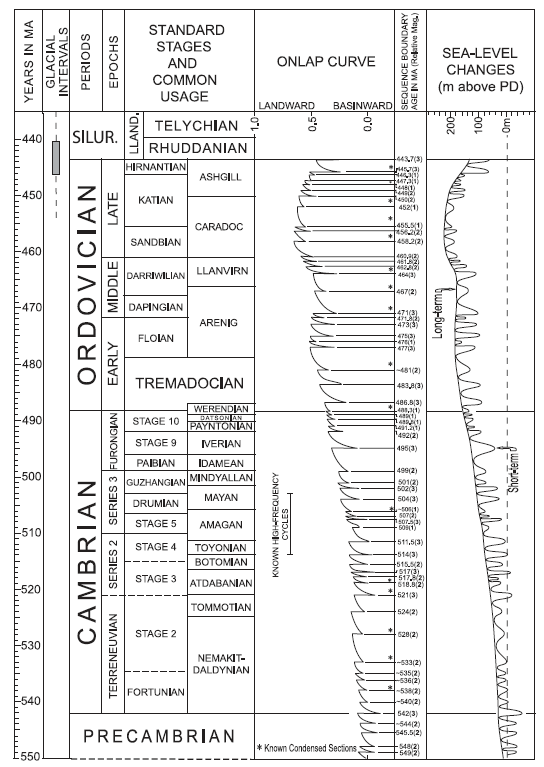 YEARS IN MA
GLACIAL
INTERVALS
PERIODS
EPOCHS
STANDARD
STAGES
AND
COMMON
USAGE
ONLAP CURVE
LANDWARD
BASINWARD
1.0
0.5
0.0
SEQUENCE BOUNDARY
AGE IN MA (Relative Mag.)
SEA-LEVEL
CHANGES
(m above PD)
200
100
0m
440
450
460
470
480
490
500
510
520
530
540
550
SILUR.
LLAND.
TELYCHIAN
RHUDDANIAN
ORDOVICIAN
LATE
MIDDLE
EARLY
HIRNANTIAN
KATIAN
SANDBIAN
DARRIWILIAN
DAPINGIAN
FLOIAN
ASHGILL
CARADOC
LLANVIRN
ARENIG
TREMADOCIAN
CAMBRIAN
FURONGIAN
SERIES 3
SERIES 2
TERRENEUVIAN
STAGE 10
STAGE 9
PAIBIAN
GUZHANGIAN
DRUMIAN
STAGE 5
STAGE 4
STAGE 3
STAGE 2
FORTUNIAN
WERENDIAN
DATSONIAN
PAYNTONIAN
IVERIAN
IDAMEAN
MINDYALLAN
MAYAN
AMAGAN
TOYONIAN
BOTOMIAN
ATDABANIAN
TOMMOTIAN
NEMAKIT-
DALDYNIAN
PRECAMBRIAN
KNOWN HIGH-FREQUENCY
CYCLES
* Known Condensed Sections
443.7(3)
445.7(3)
446.3(1)
447.3(1)
448(1)
449(2)
450(2)
452(1)
455.5(1)
456.2(2)
458.2(2)
460.9(2)
461.8(2)
462.8(2)
464(3)
467(2)
471(3)
471.8(2)
473(3)
475(3)
476(1)
477(3)
~481(2)
483.8(3)
486.8(3)
488.3(1)
489(1)
489.8(1)
491.2(1)
492(2)
495(3)
499(2)
501(2)
502(3)
504(3)
~506(1)
507(2)
507.5(3)
509(1)
511.5(3)
514(3)
515.5(2)
517(3)
517.8(2)
518.8(2)
521(3)
524(2)
528(2)
~533(2)
~535(2)
536(2)
~538(2)
~540(2)
542(3)
~544(2)
545.5(2)
548(2)
549(2)
Long-term
Short-term